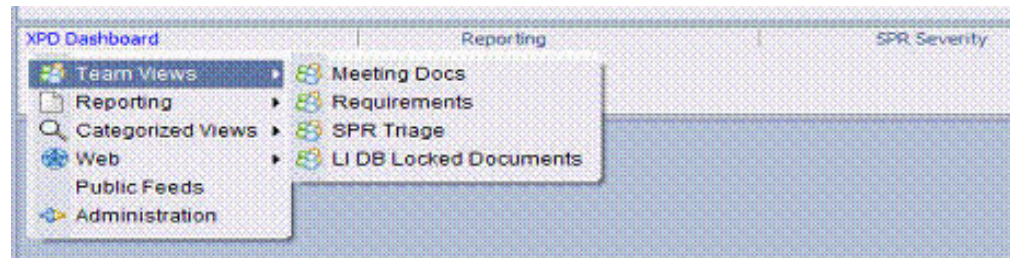 XPD Dashboard Reporting SPR Severity
Team Views
Reporting
Categorized Views
Web
Public Feeds
Administration
Meeting Docs
Requirements
SPR Triage
LI DB Locked Documents